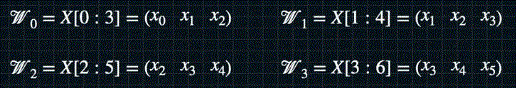 𝒲₀ = X[0 : 3] = (x₀ x₁ x₂) 𝒲₁ = X[1 : 4] = (x₁ x₂ x₃)
𝒲₂ = X[2 : 5] = (x₂ x₃ x₄) 𝒲₃ = X[3 : 6] = (x₃ x₄ x₅)